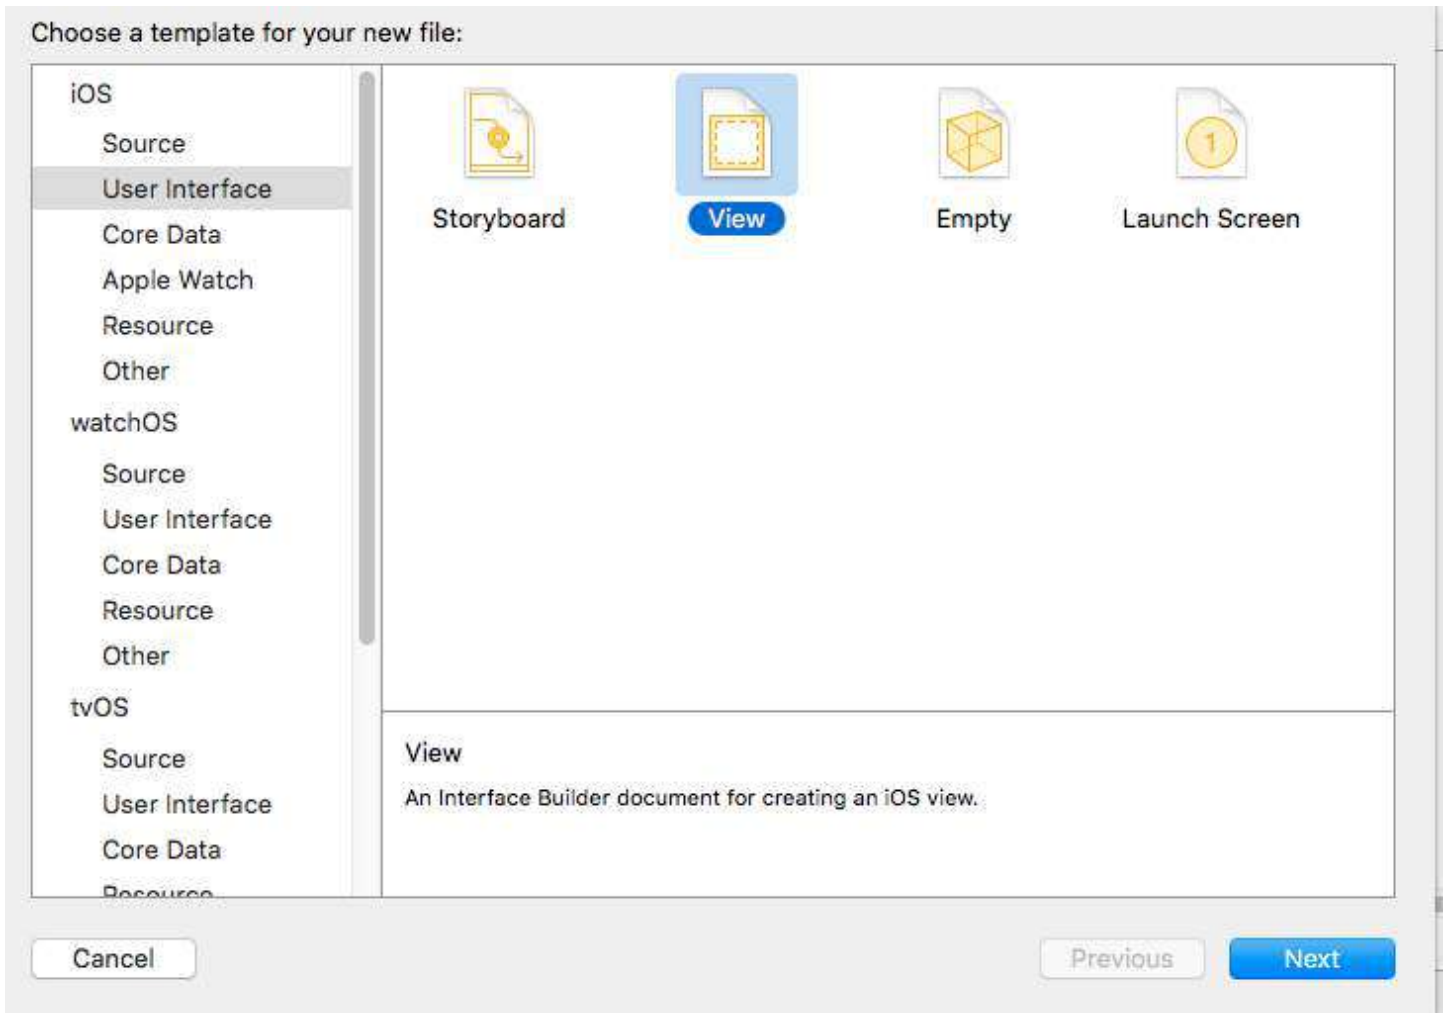 Choose a template for your new file:
iOS
Source
User Interface
Core Data
Apple Watch
Resource
Other
watchOS
Source
User Interface
Core Data
Resource
Other
tvOS
Source
User Interface
Core Data
Resource
Storyboard
View
Empty
1
Launch Screen
View
An Interface Builder document for creating an iOS view.
Cancel
Previous
Next